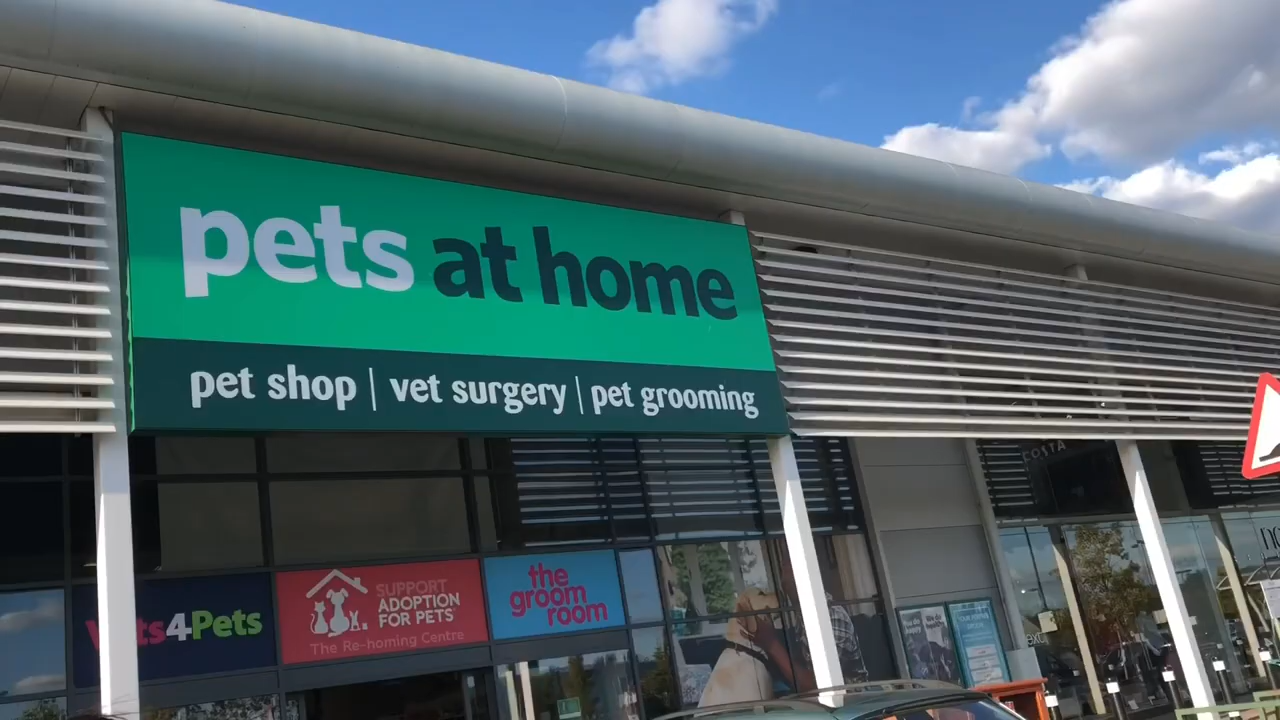 pets at home
pet shop | vet surgery | pet grooming
COSTA
Vets4Pets
SUPPORT
ADOPTION
FOR PETS
The Re-homing Centre
the
groom
room